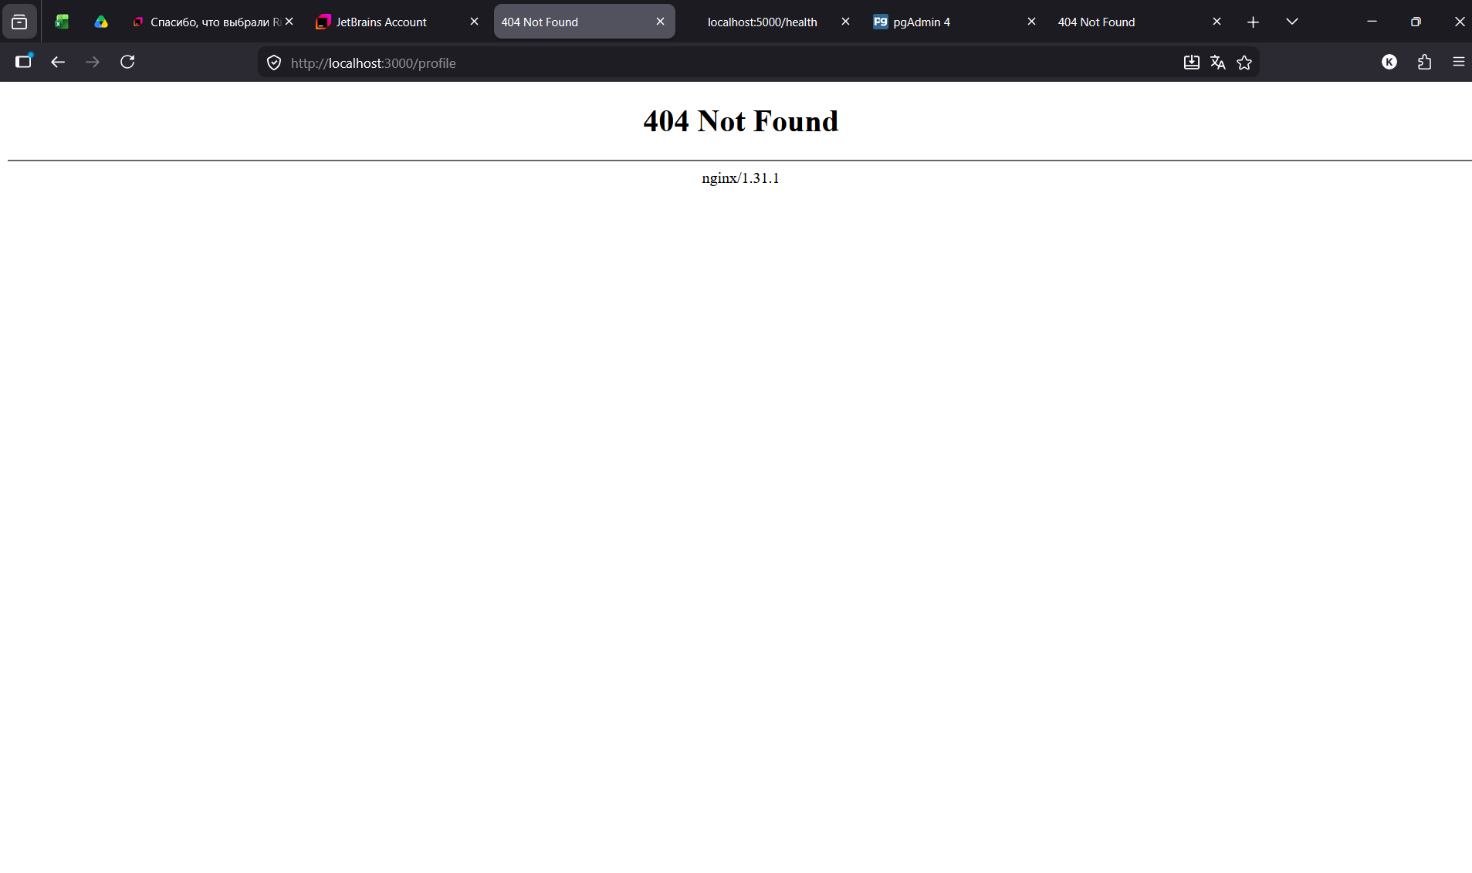 Спасибо, что выбрали Ri
JetBrains Account
404 Not Found
localhost:5000/health
pgAdmin 4
404 Not Found
http://localhost:3000/profile
K
404 Not Found
nginx/1.31.1